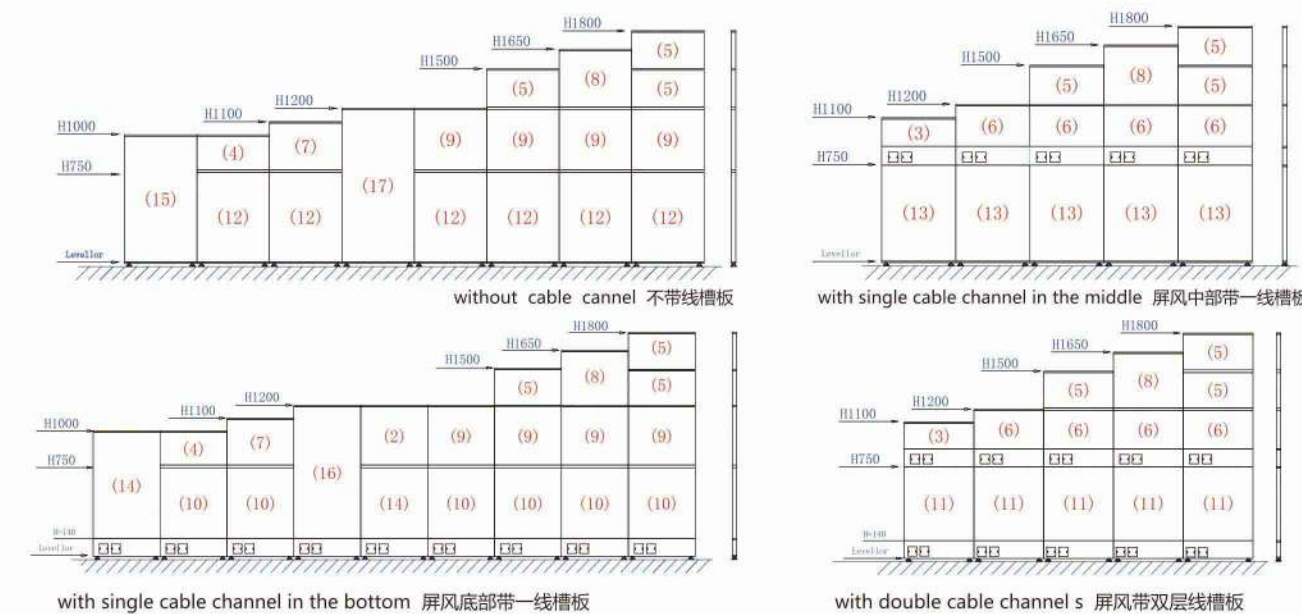 H1800
H1650
H1500
H1200
H1100
H1000
H750
Levellor
(5)
(8)
(5)
(5)
(4)
(7)
(9)
(9)
(9)
(9)
(15)
(17)
(12)
(12)
(12)
(12)
(12)
(12)
without cable cannel 不带线槽板
H1800
H1650
H1500
H1200
H1100
H750
Levellor
(5)
(8)
(5)
(5)
(3)
(6)
(6)
(6)
(6)
(13)
(13)
(13)
(13)
(13)
with single cable channel in the middle 屏风中部带一线槽板
H1800
H1650
H1500
H1200
H1100
H1000
H750
H=140
Levellor
(5)
(8)
(5)
(5)
(4)
(7)
(2)
(9)
(9)
(9)
(9)
(14)
(16)
(10)
(10)
(14)
(10)
(10)
(10)
(10)
with single cable channel in the bottom 屏风底部带一线槽板
H1800
H1650
H1500
H1200
H1100
H750
H=140
Levellor
(5)
(8)
(5)
(5)
(3)
(6)
(6)
(6)
(6)
(11)
(11)
(11)
(11)
(11)
with double cable channel s 屏风带双层线槽板